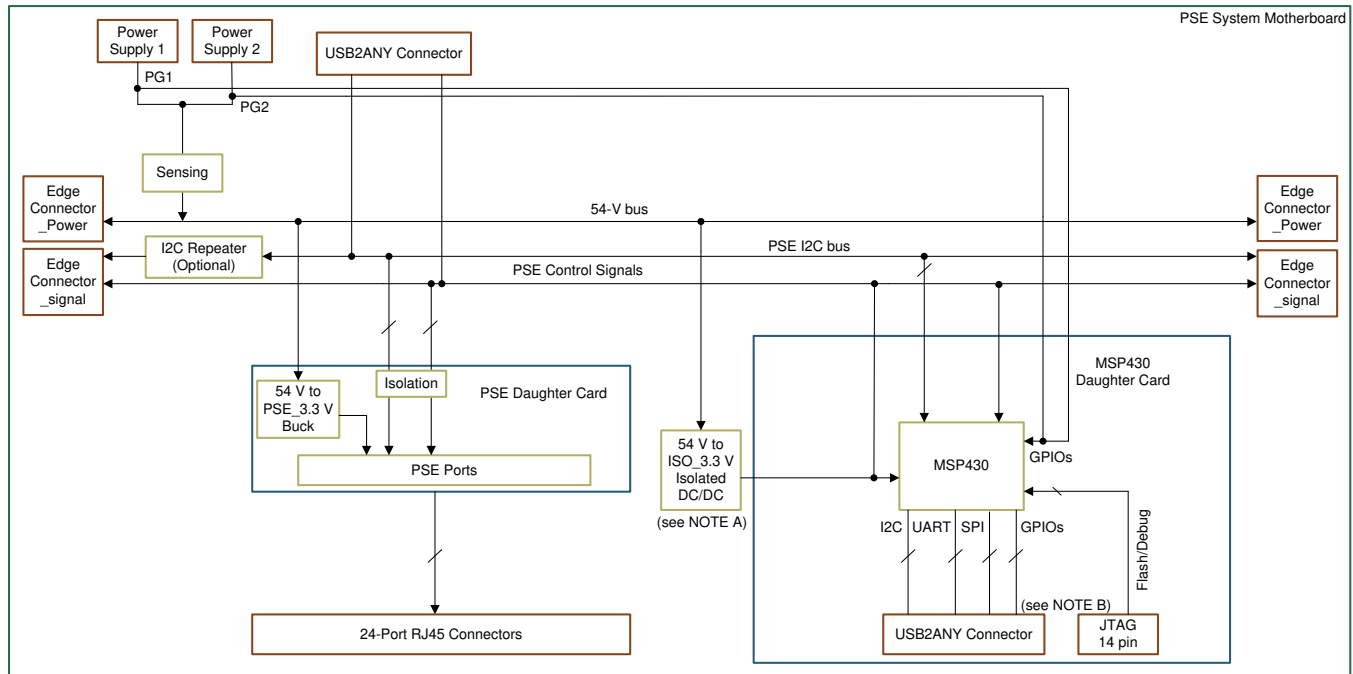 PSE System Motherboard
Power
Supply 1
Power
Supply 2
USB2ANY Connector
PG1
PG2
Sensing
Edge
Connector
_Power
54-V bus
Edge
Connector
_Power
I2C Repeater
(Optional)
PSE I2C bus
Edge
Connector
_signal
PSE Control Signals
Edge
Connector
_signal
54 V to
PSE_3.3 V
Buck
Isolation
PSE Daughter Card
PSE Ports
54 V to
ISO_3.3 V
Isolated
DC/DC
(see NOTE A)
MSP430
Daughter Card
MSP430
GPIOs
I2C
UART
SPI
GPIOs
Flash/Debug
(see NOTE B)
USB2ANY Connector
JTAG
14 pin
24-Port RJ45 Connectors